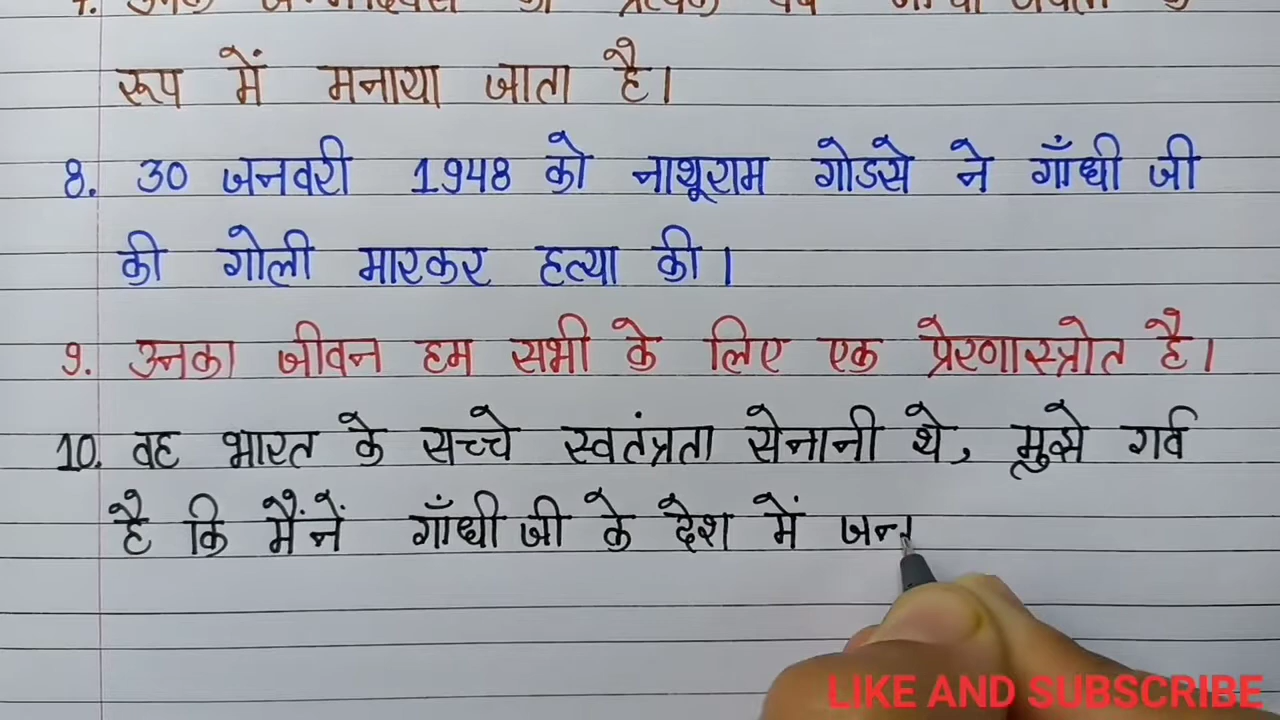 रूप में मनाया जाता है।
8. 30 जनवरी 1948 को नाथूराम गोडसे ने गाँधी जी
की गोली मारकर हत्या की।
9. उनका जीवन हम सभी के लिए एक प्रेरणास्त्रोत है।
10. वह भारत के सच्चे स्वतंत्रता सेनानी थे, मुझे गर्व
है कि मैंनें गाँधी जी के देश में जन्
LIKE AND SUBSCRIBE